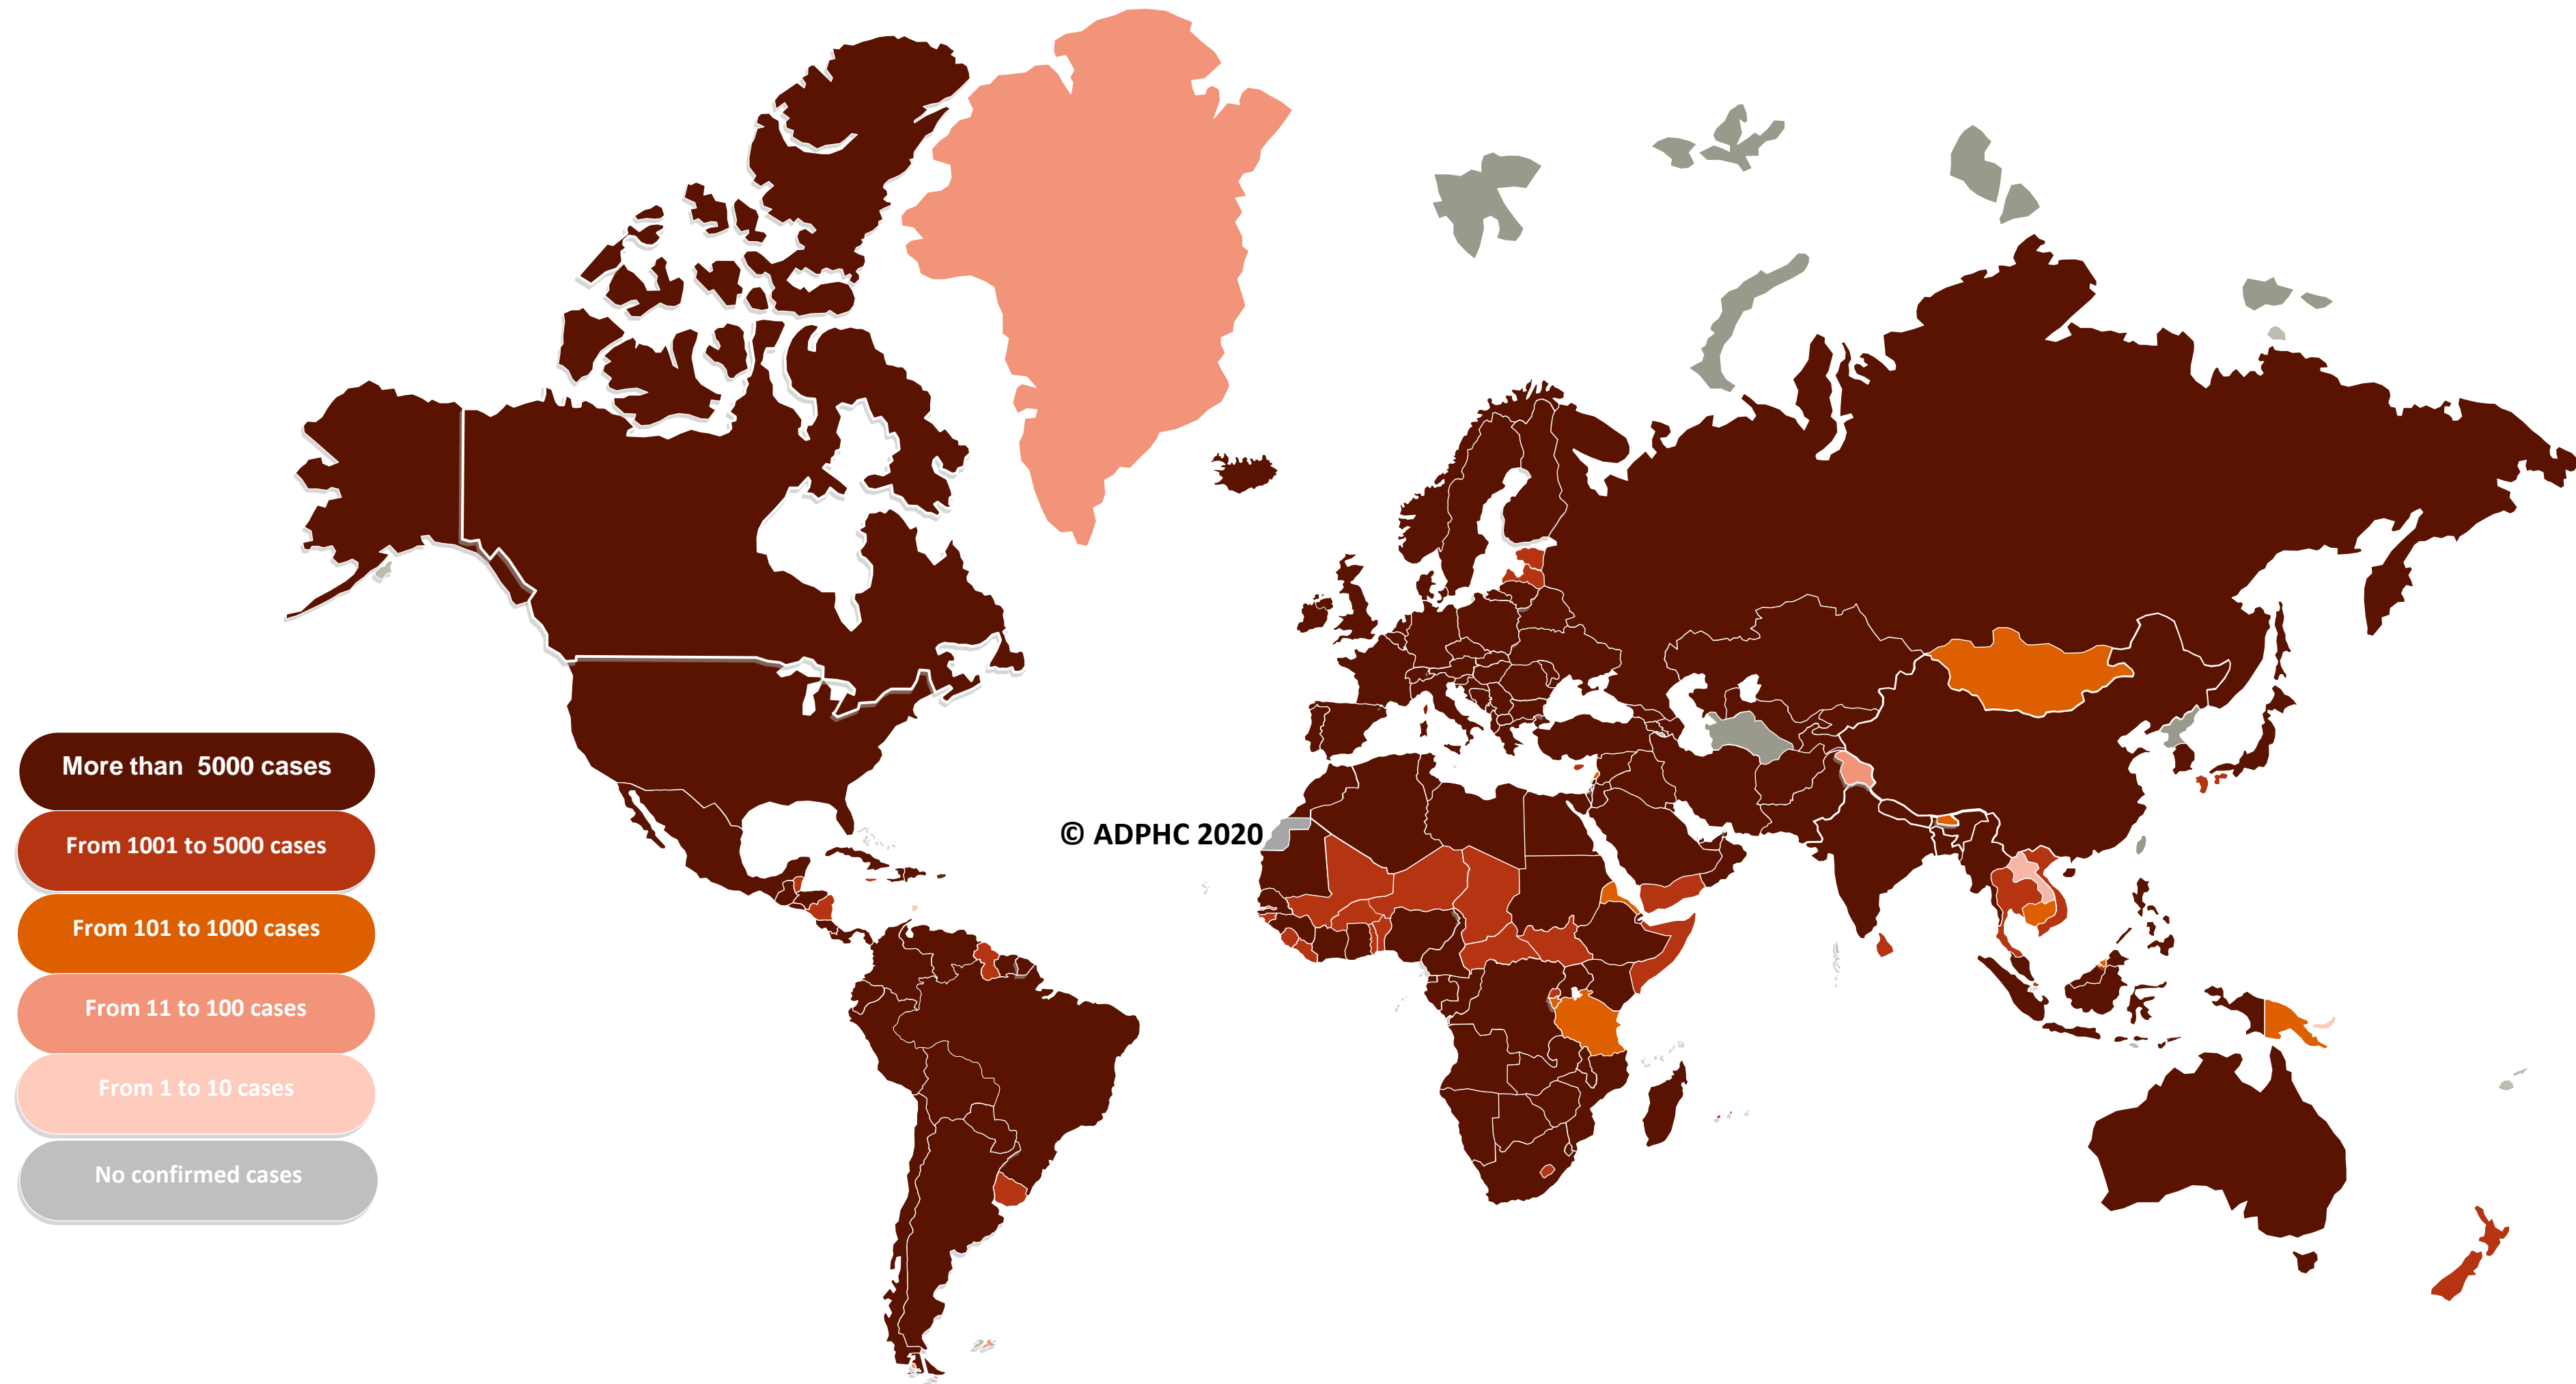 More than  5000 cases
From 1001 to 5000 cases
From 101 to 1000 cases
From 11 to 100 cases
From 1 to 10 cases
No confirmed cases
© ADPHC 2020